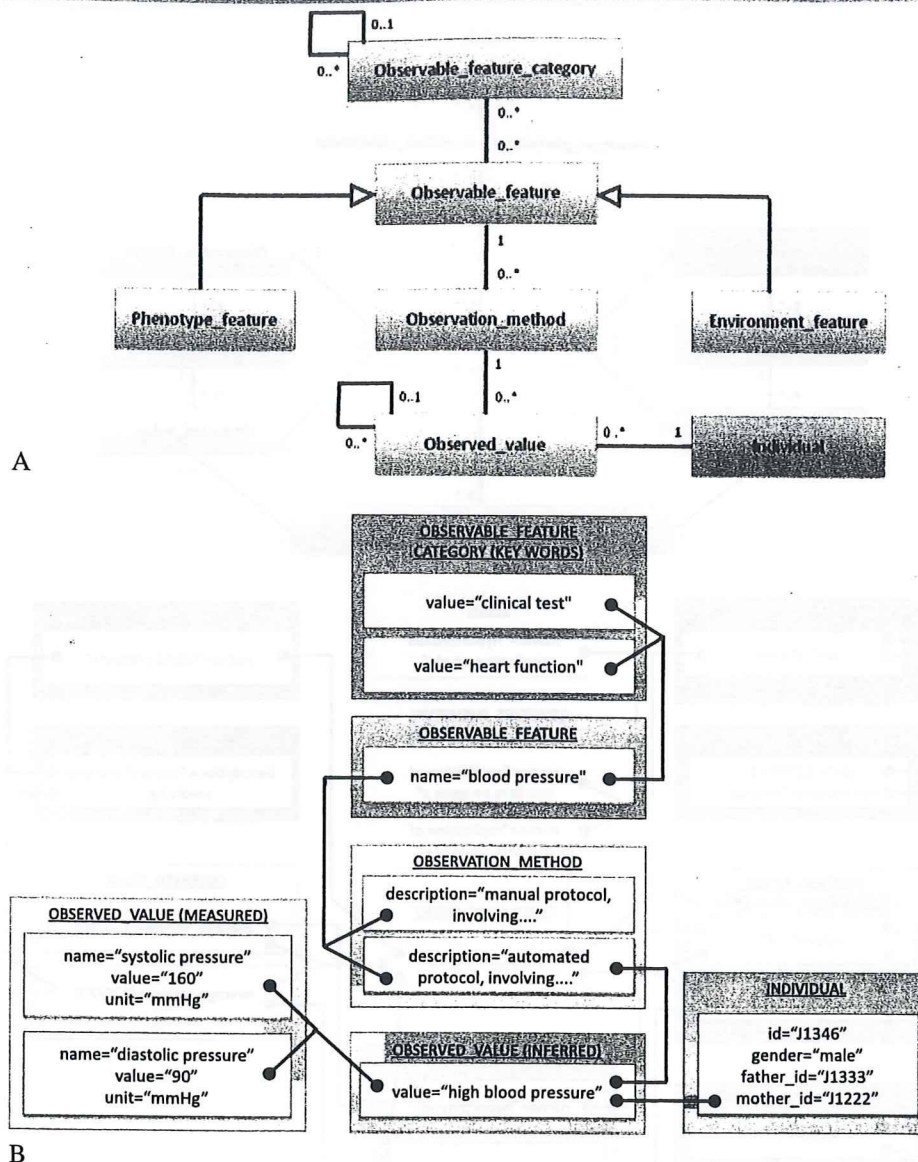 0..1
0..*
Observable_feature_category
0..*
0..*
Observable_feature
1
0..*
Phenotype_feature
Observation_method
Environment_feature
1
0..*
0..1
0..*
Observed_value
0..*
1
Individual
A
OBSERVABLE_FEATURE
CATEGORY (KEY WORDS)
value="clinical test"
value="heart function"
OBSERVABLE_FEATURE
name="blood pressure"
OBSERVATION_METHOD
description="manual protocol,
involving...."
description="automated
protocol, involving...."
OBSERVED_VALUE (MEASURED)
name="systolic pressure"
value="160"
unit="mmHg"
name="diastolic pressure"
value="90"
unit="mmHg"
OBSERVED_VALUE (INFERRED)
value="high blood pressure"
INDIVIDUAL
id="J1346"
gender="male"
father_id="J1333"
mother_id="J1222"
B